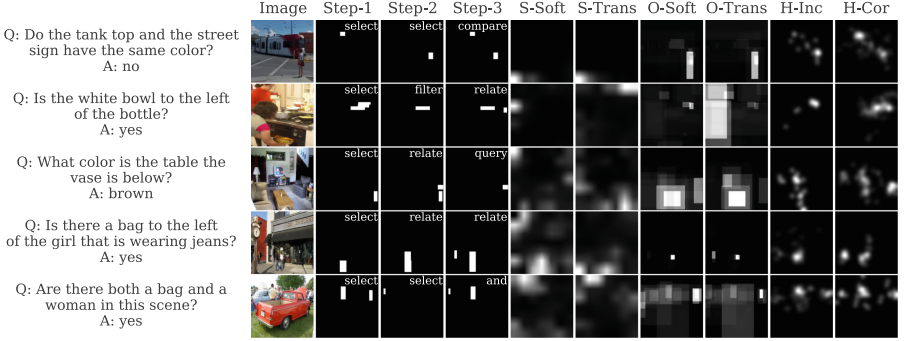 Image Step-1 Step-2 Step-3 S-Soft S-Trans O-Soft O-Trans H-Inc H-Cor
Q: Do the tank top and the street
sign have the same color?
A: no
select select compare
Q: Is the white bowl to the left
of the bottle?
A: yes
select filter relate
Q: What color is the table the
vase is below?
A: brown
select relate query
Q: Is there a bag to the left
of the girl that is wearing jeans?
A: yes
select relate relate
Q: Are there both a bag and a
woman in this scene?
A: yes
select select and